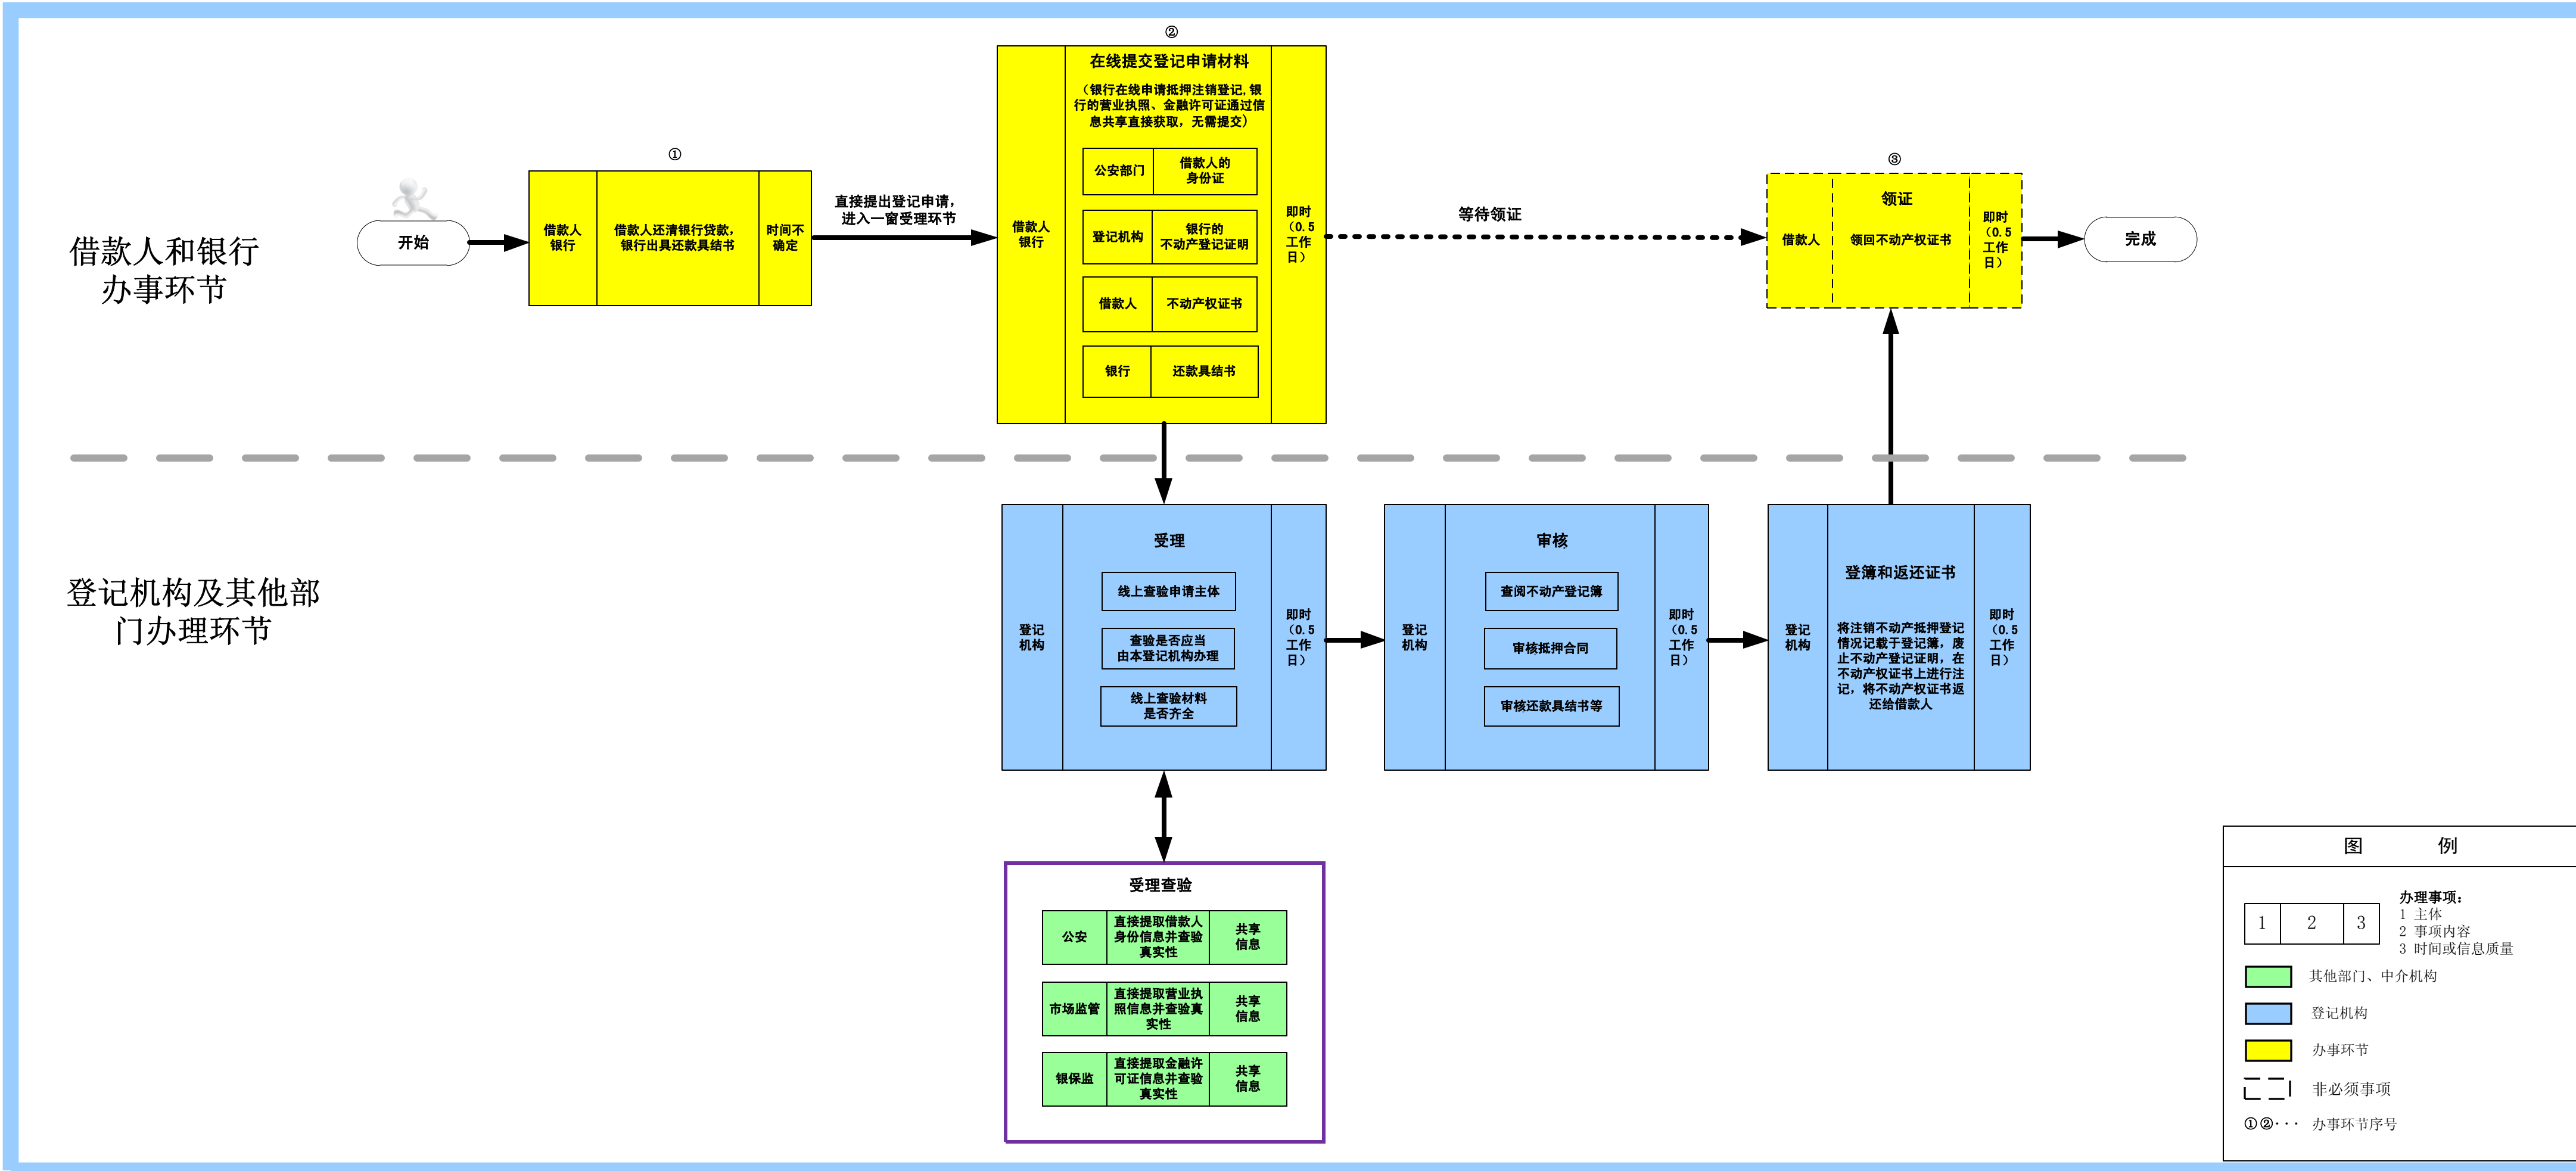 ②
在线提交登记申请材料
（银行在线申请抵押注销登记,银
行的营业执照、金融许可证通过信
息共享直接获取，无需提交）
借款人
银行
公安部门
借款人的
身份证
登记机构
银行的
不动产登记证明
借款人
不动产权证书
银行
还款具结书
即时
（0.5
工作
日）
借款人和银行
办事环节
开始
①
借款人
银行
借款人还清银行贷款，
银行出具还款具结书
时间不
确定
直接提出登记申请，
进入一窗受理环节
等待领证
③
借款人
领证
领回不动产权证书
即时
（0.5
工作
日）
完成
登记机构及其他部
门办理环节
登记
机构
受理
线上查验申请主体
查验是否应当
由本登记机构办理
线上查验材料
是否齐全
即时
（0.5
工作
日）
登记
机构
审核
查阅不动产登记簿
审核抵押合同
审核还款具结书等
即时
（0.5
工作
日）
登记
机构
登簿和返还证书
将注销不动产抵押登记
情况记载于登记簿，废
止不动产登记证明，在
不动产权证书上进行注
记，将不动产权证书返
还给借款人
即时
（0.5
工作
日）
受理查验
公安
直接提取借款人
身份信息并查验
真实性
共享
信息
市场监管
直接提取营业执
照信息并查验真
实性
共享
信息
银保监
直接提取金融许
可证信息并查验
真实性
共享
信息
图 例
1 2 3
办理事项：
1 主体
2 事项内容
3 时间或信息质量
其他部门、中介机构
登记机构
办事环节
非必须事项
①②··· 办事环节序号